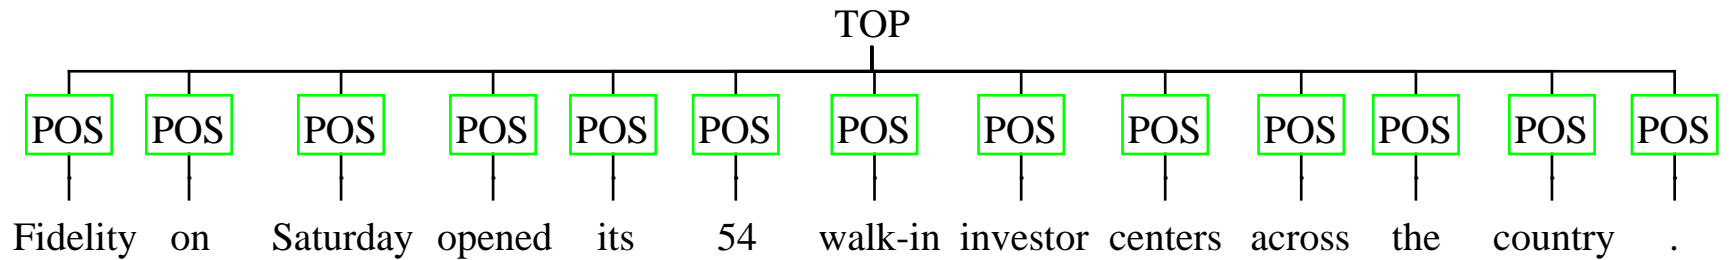 TOP
POS POS POS POS POS POS POS POS POS POS POS POS POS
Fidelity on Saturday opened its 54 walk-in investor centers across the country .